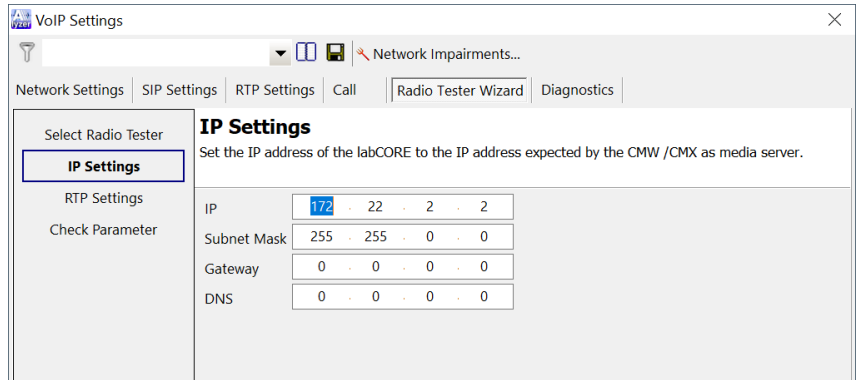 VoIP Settings
Network Impairments...
Network Settings SIP Settings RTP Settings Call Radio Tester Wizard Diagnostics
Select Radio Tester
IP Settings
RTP Settings
Check Parameter
IP Settings
Set the IP address of the labCORE to the IP address expected by the CMW /CMX as media server.
IP 172 . 22 . 2 . 2
Subnet Mask 255 . 255 . 0 . 0
Gateway 0 . 0 . 0 . 0
DNS 0 . 0 . 0 . 0